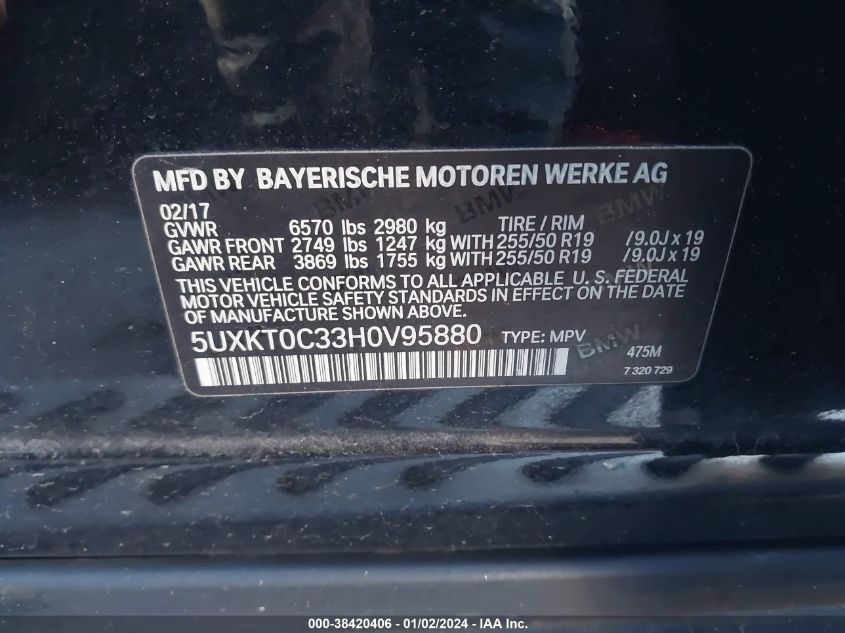 MFD BY BAYERISCHE MOTOREN WERKE AG
02/17
GVWR 6570 lbs 2980 kg TIRE / RIM
GAWR FRONT 2749 lbs 1247 kg WITH 255/50 R19 /9.0J x 19
GAWR REAR 3869 lbs 1755 kg WITH 255/50 R19 /9.0J x 19
THIS VEHICLE CONFORMS TO ALL APPLICABLE U. S. FEDERAL
MOTOR VEHICLE SAFETY STANDARDS IN EFFECT ON THE DATE
OF MANUFACTURE SHOWN ABOVE.
5UXKT0C33H0V95880 TYPE: MPV
475M
7 320 729
BMW
BMW
BMW
000-38420406 - 01/02/2024 - IAA Inc.